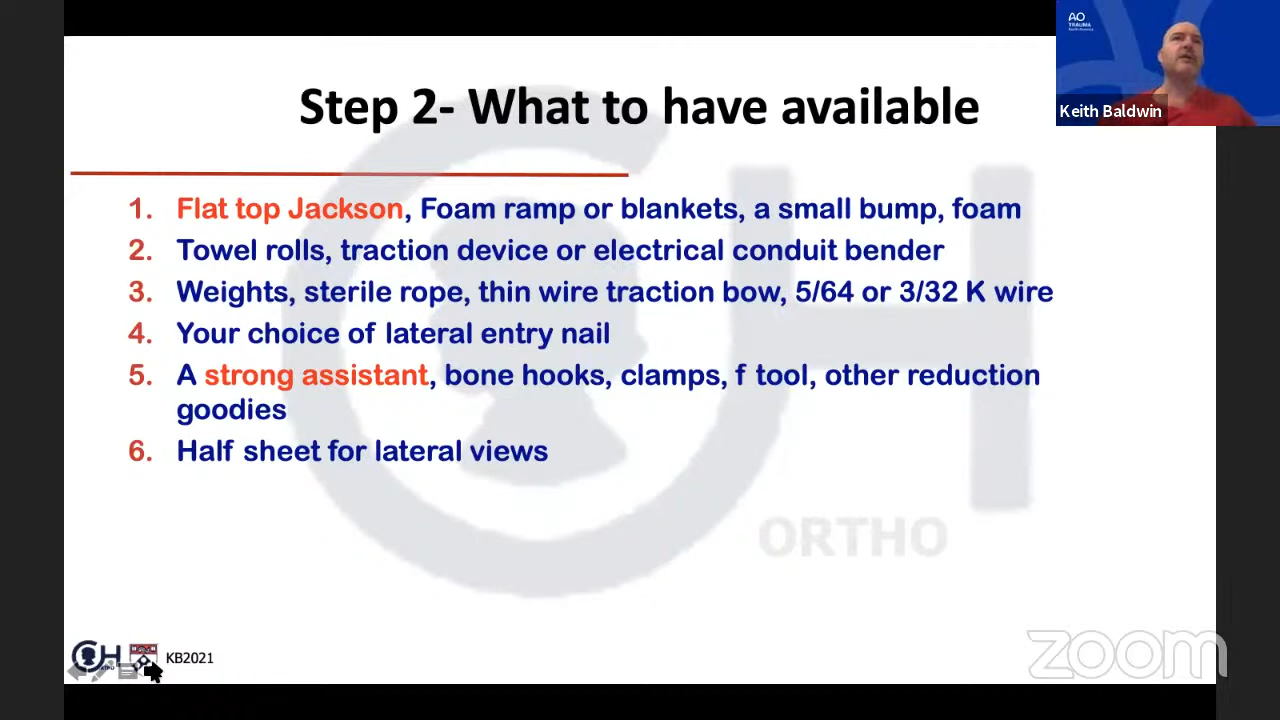 AO
TRAUMA
North America
Keith Baldwin
Step 2- What to have available
1. Flat top Jackson, Foam ramp or blankets, a small bump, foam
2. Towel rolls, traction device or electrical conduit bender
3. Weights, sterile rope, thin wire traction bow, 5/64 or 3/32 K wire
4. Your choice of lateral entry nail
5. A strong assistant, bone hooks, clamps, f tool, other reduction
goodies
6. Half sheet for lateral views
ORTHO
KB2021
zoom